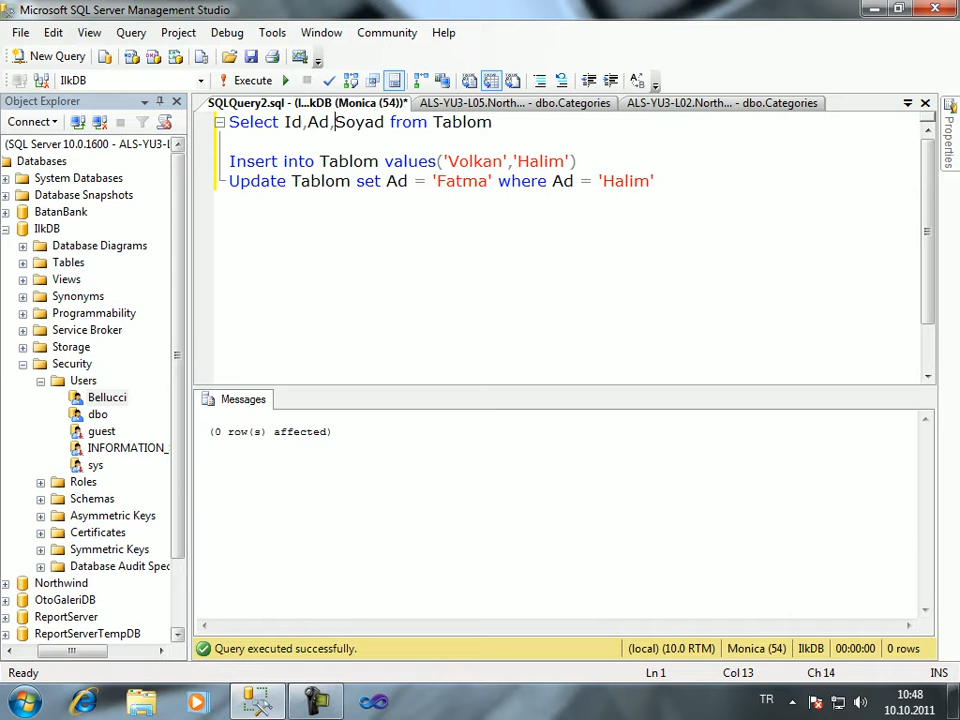 Microsoft SQL Server Management Studio
File Edit View Query Project Debug Tools Window Community Help
New Query
IlkDB Execute
Object Explorer
SQLQuery2.sql - (l...kDB (Monica (54))* ALS-YU3-L05.North... - dbo.Categories ALS-YU3-L02.North... - dbo.Categories
Properties
Connect
(SQL Server 10.0.1600 - ALS-YU3-
Databases
System Databases
Database Snapshots
BatanBank
IlkDB
Database Diagrams
Tables
Views
Synonyms
Programmability
Service Broker
Storage
Security
Users
Bellucci
dbo
guest
INFORMATION_
sys
Roles
Schemas
Asymmetric Keys
Certificates
Symmetric Keys
Database Audit Spec
Northwind
OtoGaleriDB
ReportServer
ReportServerTempDB
Select Id,Ad,Soyad from Tablom
Insert into Tablom values('Volkan','Halim')
Update Tablom set Ad = 'Fatma' where Ad = 'Halim'
Messages
(0 row(s) affected)
Query executed successfully. (local) (10.0 RTM) Monica (54) IlkDB 00:00:00 0 rows
Ready Ln 1 Col 13 Ch 14 INS
TR 10:48
10.10.2011